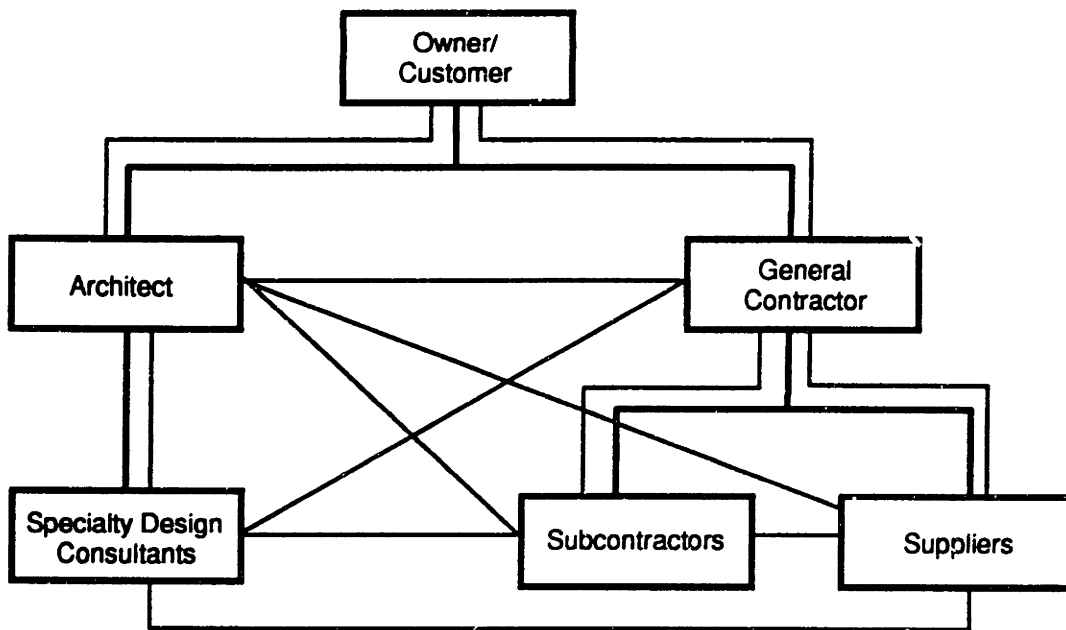 Owner/
Customer
Architect
General
Contractor
Specialty Design
Consultants
Subcontractors
Suppliers